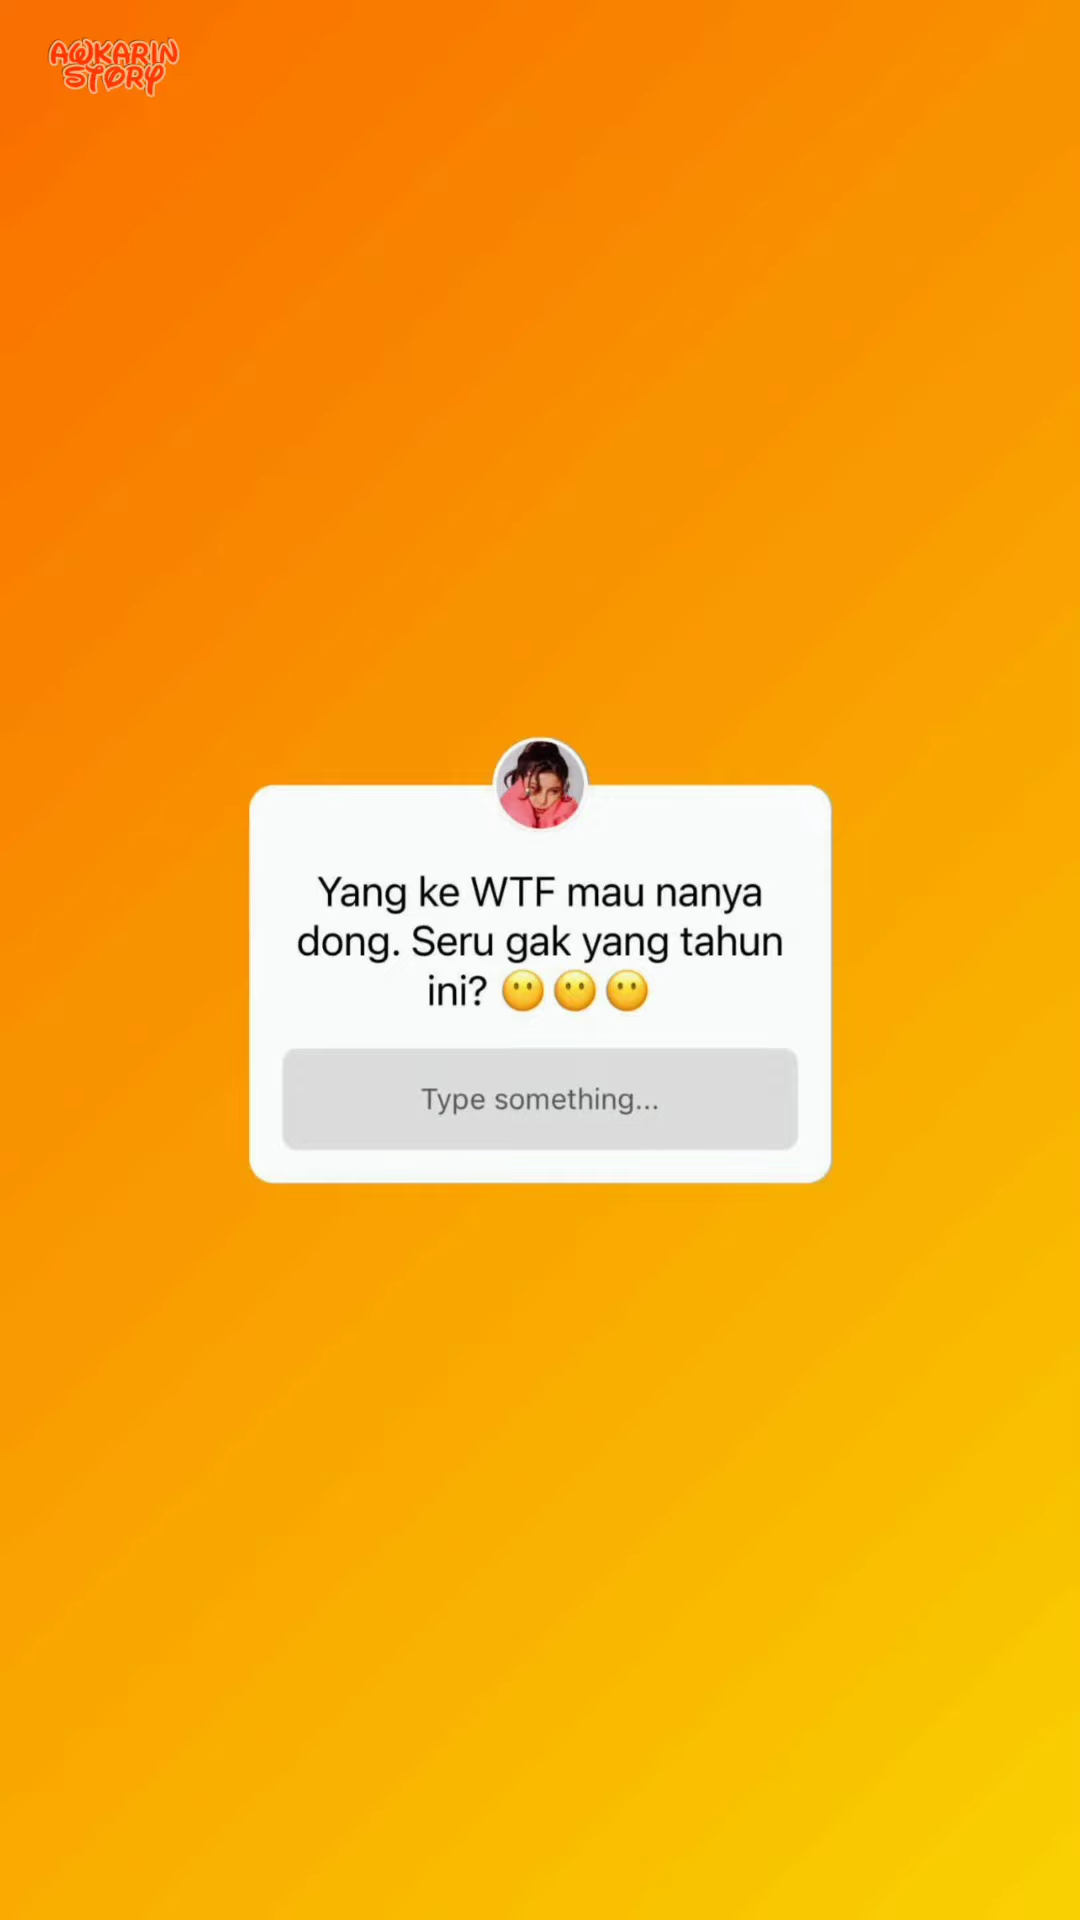 AWKARIN
STORY
Yang ke WTF mau nanya
dong. Seru gak yang tahun
ini? 😶😶😶
Type something...